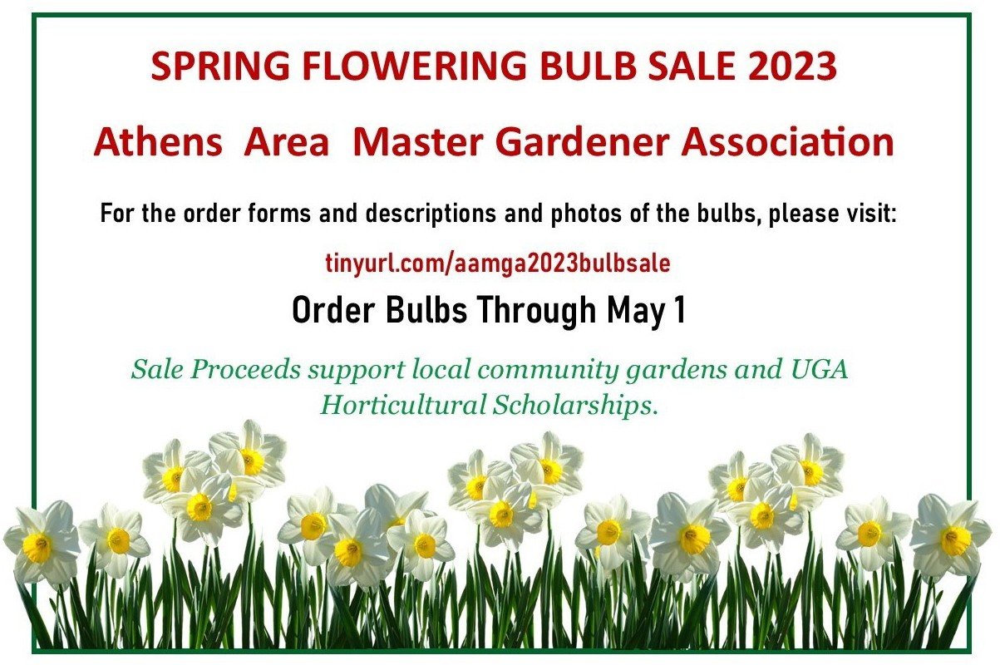 SPRING FLOWERING BULB SALE 2023
Athens Area Master Gardener Association
For the order forms and descriptions and photos of the bulbs, please visit:
tinyurl.com/aamga2023bulbsale
Order Bulbs Through May 1
Sale Proceeds support local community gardens and UGA
Horticultural Scholarships.